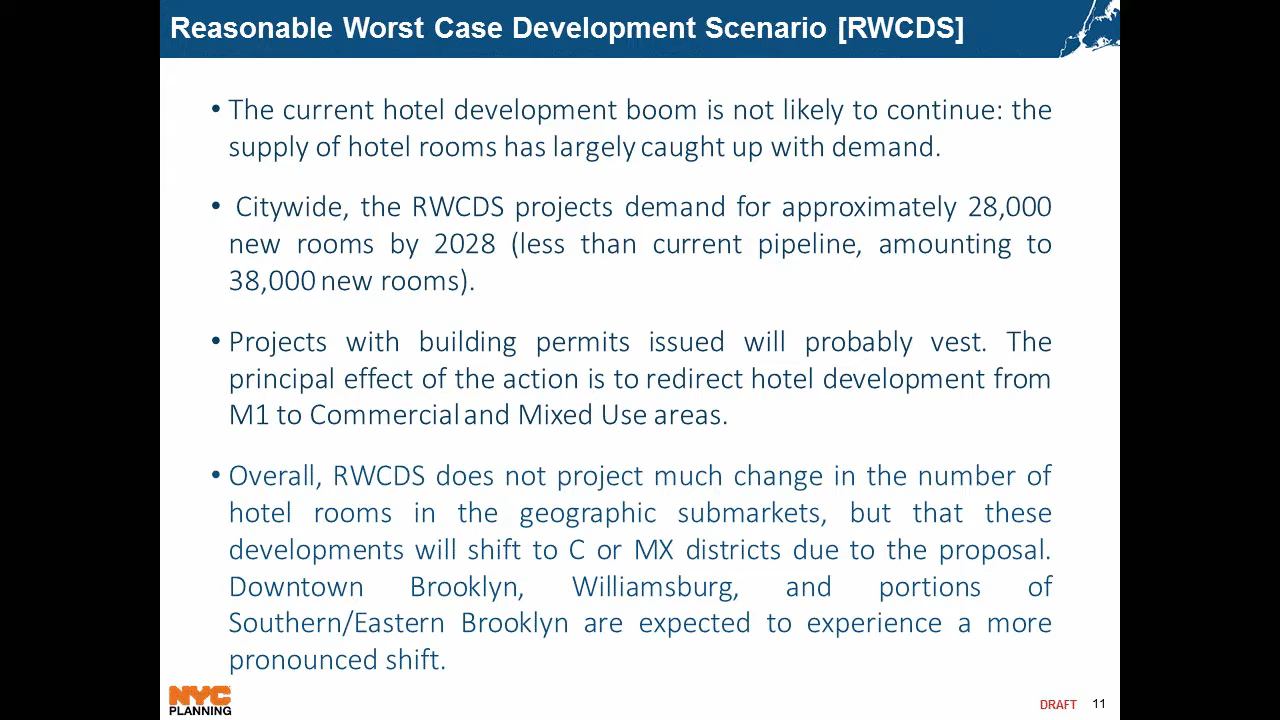 Reasonable Worst Case Development Scenario [RWCDS]
• The current hotel development boom is not likely to continue: the
supply of hotel rooms has largely caught up with demand.
• Citywide, the RWCDS projects demand for approximately 28,000
new rooms by 2028 (less than current pipeline, amounting to
38,000 new rooms).
• Projects with building permits issued will probably vest. The
principal effect of the action is to redirect hotel development from
M1 to Commercial and Mixed Use areas.
• Overall, RWCDS does not project much change in the number of
hotel rooms in the geographic submarkets, but that these
developments will shift to C or MX districts due to the proposal.
Downtown Brooklyn, Williamsburg, and portions of
Southern/Eastern Brooklyn are expected to experience a more
pronounced shift.
NYC
PLANNING
DRAFT 11